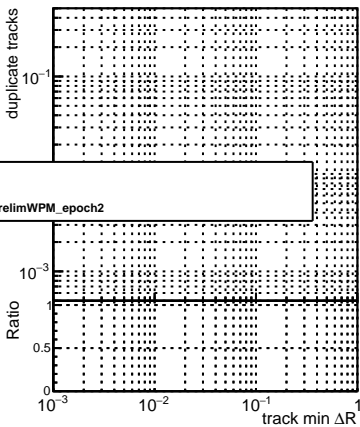 duplicate tracks
10⁻¹
relimWPM_epoch2
10⁻³
Ratio
1
0.5
0
10⁻³ 10⁻² 10⁻¹ 1
track min ΔR